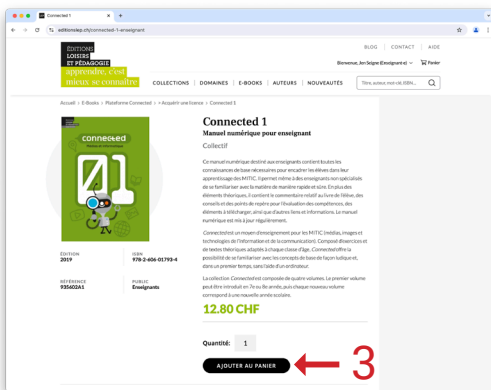 Connected 1
editionslep.ch/connected-1-enseignant
BLOG | CONTACT | AIDE
EDITIONS
LOISIRS
ET PÉDAGOGIE
apprendre, c'est
mieux se connaître
Bienvenue, Jen Seigne (Enseignant·e)
Panier
COLLECTIONS | DOMAINES | E-BOOKS | AUTEURS | NOUVEAUTÉS
Titre, auteur, mot-clé, ISBN...
Accueil > E-Books > Plateforme Connected > > Acquérir une licence > Connected 1
connected
Médias et informatique
01
Connected 1
Manuel numérique pour enseignant
Collectif
Ce manuel numérique destiné aux enseignants contient toutes les
connaissances de base nécessaires pour encadrer les élèves dans leur
apprentissage des MITIC. Il permet même à des enseignants non spécialisés
de se familiariser avec la matière de manière rapide et sûre. En plus des
éléments théoriques, il contient le commentaire relatif au livre de l'élève, des
conseils et des points de repère pour l'évaluation des compétences, des
éléments à télécharger, ainsi que d'autres liens et informations. Le manuel
numérique est mis à jour régulièrement.
Connected est un moyen d'enseignement pour les MITIC (médias, images et
technologies de l'information et de la communication). Composé d'exercices et
de textes théoriques adaptés à chaque classe d'âge, Connected offre la
possibilité de se familiariser avec les concepts de base de façon ludique et,
dans un premier temps, sans l'aide d'un ordinateur.
La collection Connected est composée de quatre volumes. Le premier volume
peut être introduit en 7e ou 8e année, puis chaque nouveau volume
correspond à une nouvelle année scolaire.
ÉDITION
2019
ISBN
978-2-606-01793-4
RÉFÉRENCE
935602A1
PUBLIC
Enseignants
12.80 CHF
Quantité: 1
AJOUTER AU PANIER
3